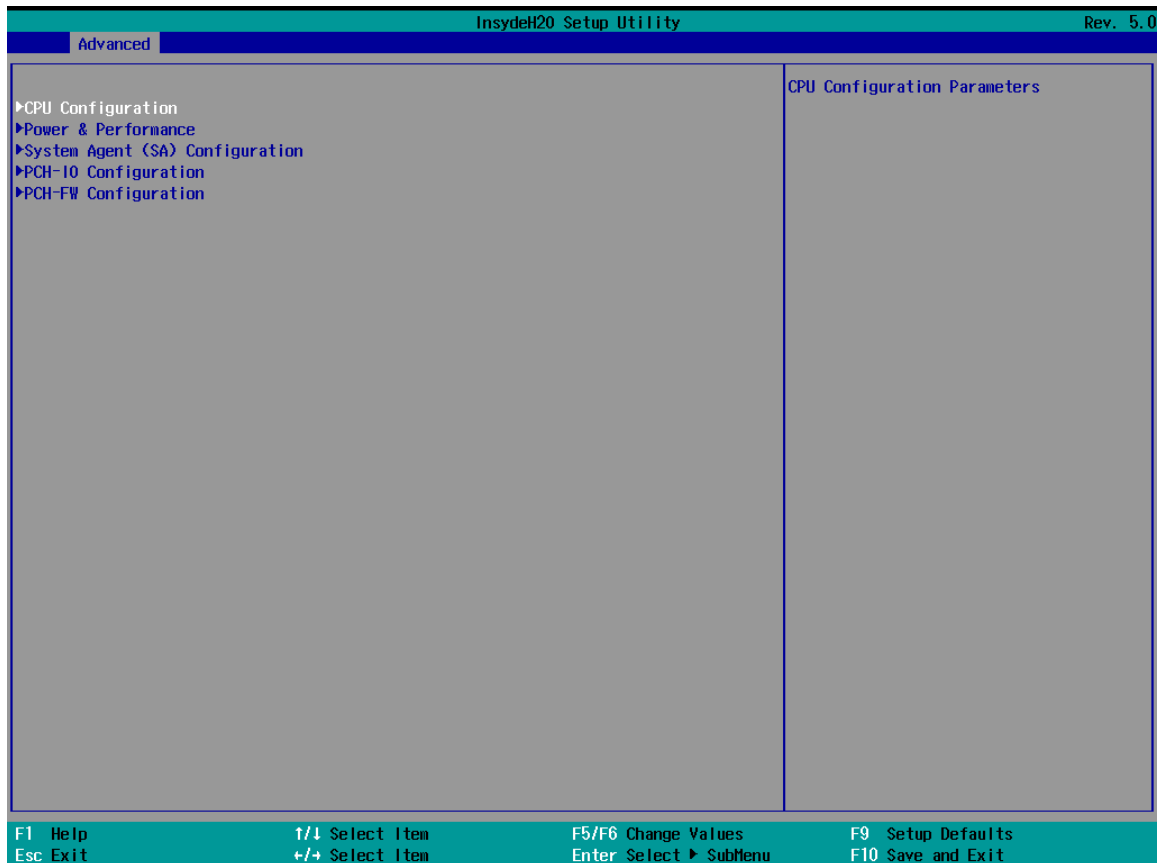 InsydeH20 Setup Utility Rev. 5.0
Advanced
▶CPU Configuration
▶Power & Performance
▶System Agent (SA) Configuration
▶PCH-IO Configuration
▶PCH-FW Configuration
CPU Configuration Parameters
F1 Help ↑/↓ Select Item F5/F6 Change Values F9 Setup Defaults
Esc Exit ←/→ Select Item Enter Select ▶ SubMenu F10 Save and Exit